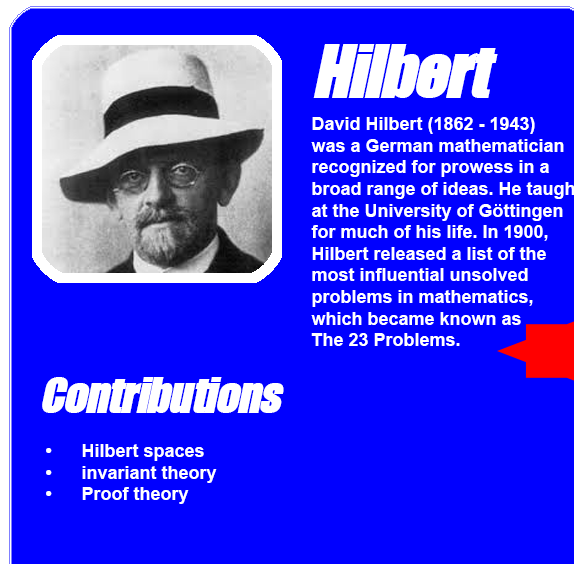 Hilbert
David Hilbert (1862 - 1943)
was a German mathematician
recognized for prowess in a
broad range of ideas. He taugh
at the University of Göttingen
for much of his life. In 1900,
Hilbert released a list of the
most influential unsolved
problems in mathematics,
which became known as
The 23 Problems.
Contributions
• Hilbert spaces
• invariant theory
• Proof theory